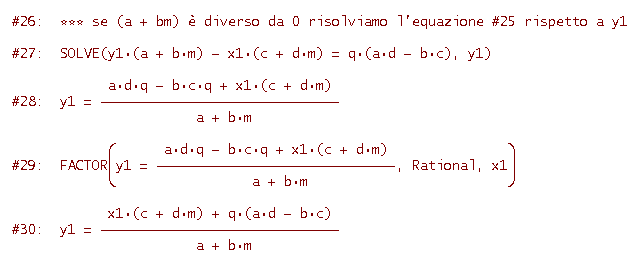 #26: *** se (a + bm) è diverso da 0 risolviamo l'equazione #25 rispetto a y1
#27: SOLVE(y1·(a + b·m) − x1·(c + d·m) = q·(a·d − b·c), y1)
a·d·q − b·c·q + x1·(c + d·m)
#28: y1 =
a + b·m
a·d·q − b·c·q + x1·(c + d·m)
#29: FACTOR(y1 = , Rational, x1)
a + b·m
x1·(c + d·m) + q·(a·d − b·c)
#30: y1 =
a + b·m